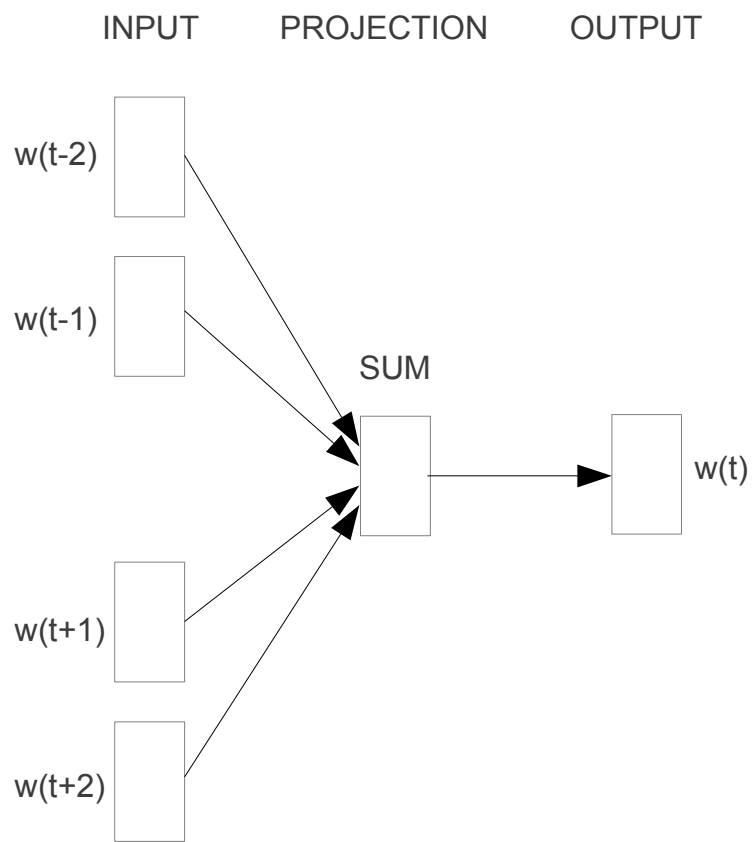 INPUT PROJECTION OUTPUT
w(t-2)
w(t-1)
SUM
w(t)
w(t+1)
w(t+2)